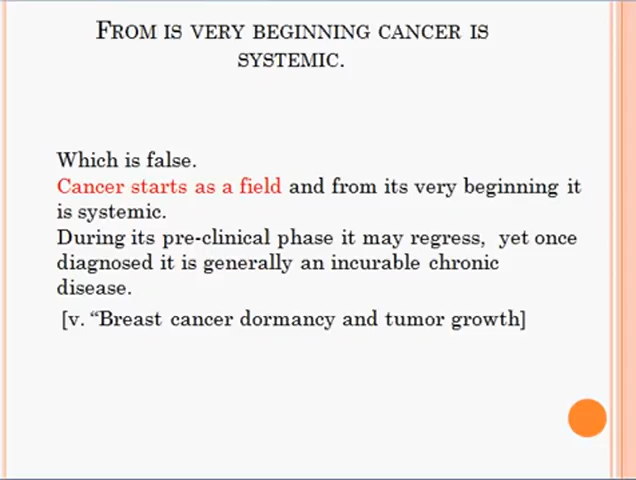 FROM IS VERY BEGINNING CANCER IS
SYSTEMIC.
Which is false.
Cancer starts as a field and from its very beginning it
is systemic.
During its pre-clinical phase it may regress, yet once
diagnosed it is generally an incurable chronic
disease.
[v. “Breast cancer dormancy and tumor growth]